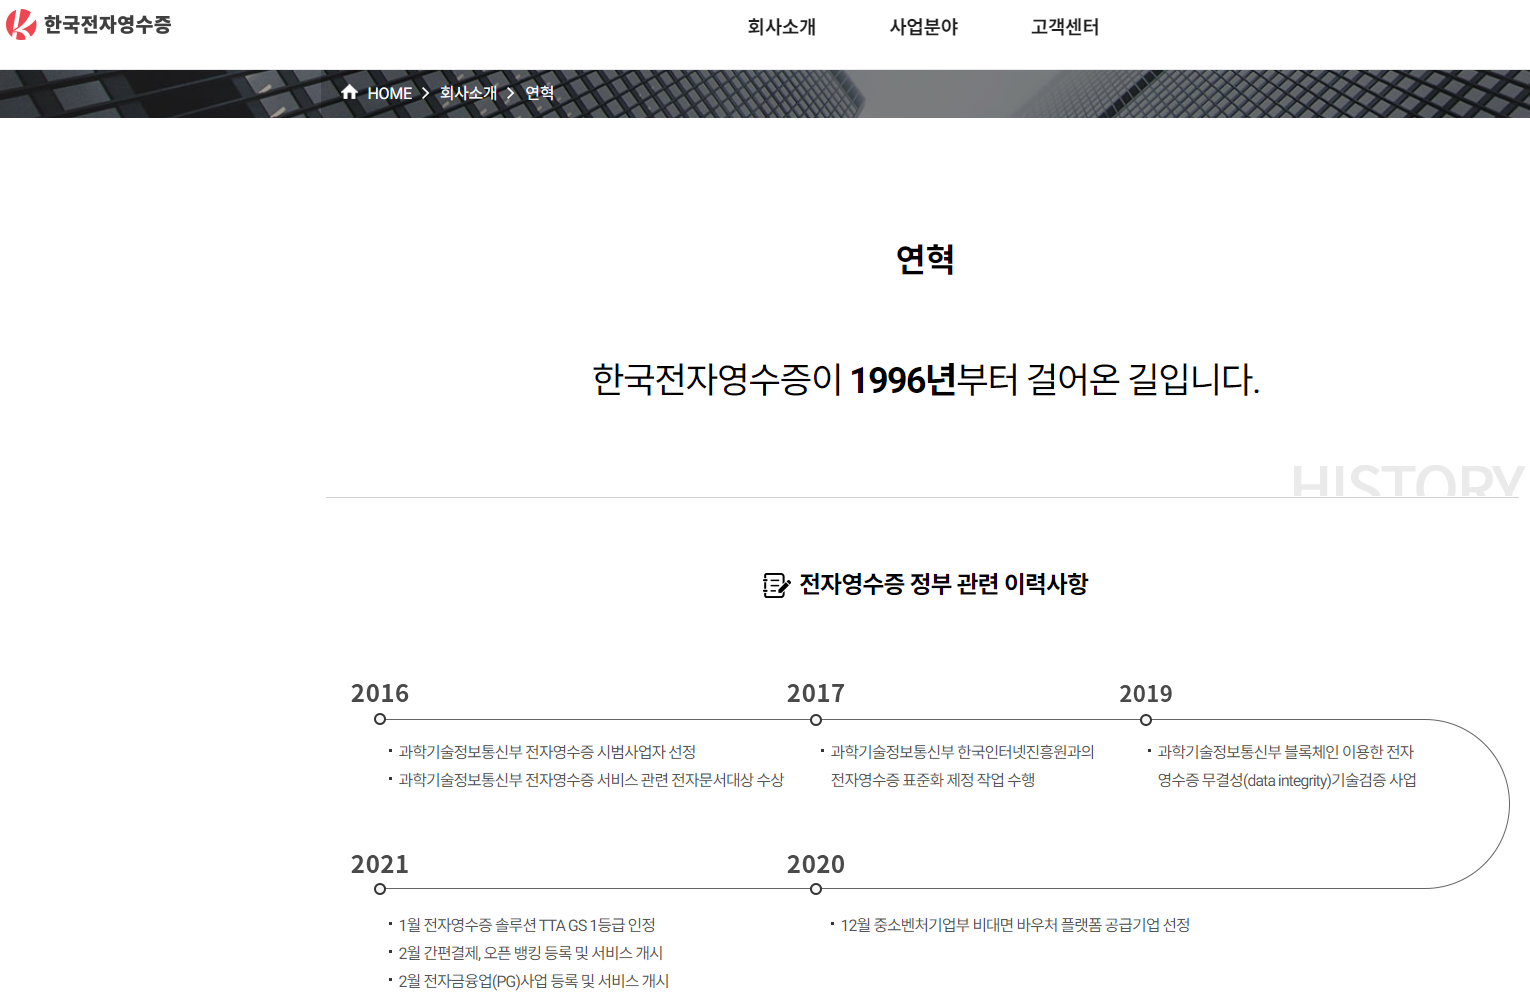 한국전자영수증
회사소개 사업분야 고객센터
HOME > 회사소개 > 연혁
연혁
한국전자영수증이 1996년부터 걸어온 길입니다.
HISTORY
전자영수증 정부 관련 이력사항
2016
· 과학기술정보통신부 전자영수증 시범사업자 선정
· 과학기술정보통신부 전자영수증 서비스 관련 전자문서대상 수상
2017
· 과학기술정보통신부 한국인터넷진흥원과의
전자영수증 표준화 제정 작업 수행
2019
· 과학기술정보통신부 블록체인 이용한 전자
영수증 무결성(data integrity)기술검증 사업
2020
· 12월 중소벤처기업부 비대면 바우처 플랫폼 공급기업 선정
2021
· 1월 전자영수증 솔루션 TTA GS 1등급 인정
· 2월 간편결제, 오픈 뱅킹 등록 및 서비스 개시
· 2월 전자금융업(PG)사업 등록 및 서비스 개시